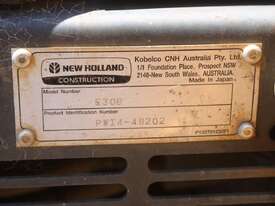 NEW HOLLAND
CONSTRUCTION
Kobelco CNH Australia Pty. Ltd.
1/8 Foundation Place, Prospect NSW
2148-New South Wales, AUSTRALIA.
Made in Japan
Model Number
Product Identification Number
PW14-48202